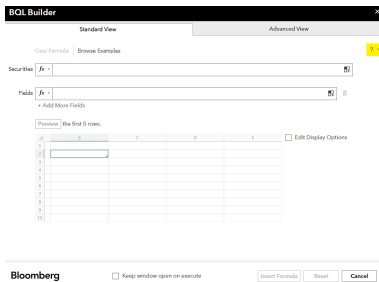 BQL Builder ×
Standard View Advanced View
Copy Formula Browse Examples ?
Securities fx
Fields fx
+ Add More Fields
Preview the first 5 rows.
Edit Display Options
1
2
3
4
5
6
7
8
9
10
Bloomberg Keep window open on execute Insert Formula Reset Cancel